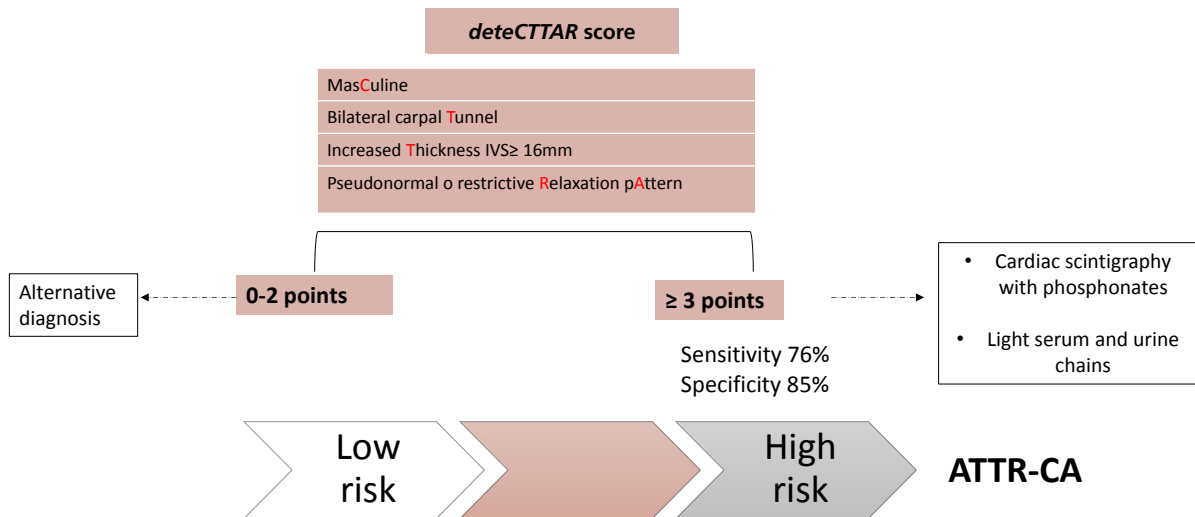 deteCTTAR score
MasCuline
Bilateral carpal Tunnel
Increased Thickness IVS≥ 16mm
Pseudonormal o restrictive Relaxation pAttern
Alternative
diagnosis
0-2 points
≥ 3 points
• Cardiac scintigraphy
with phosphonates
• Light serum and urine
chains
Sensitivity 76%
Specificity 85%
Low
risk
High
risk
ATTR-CA